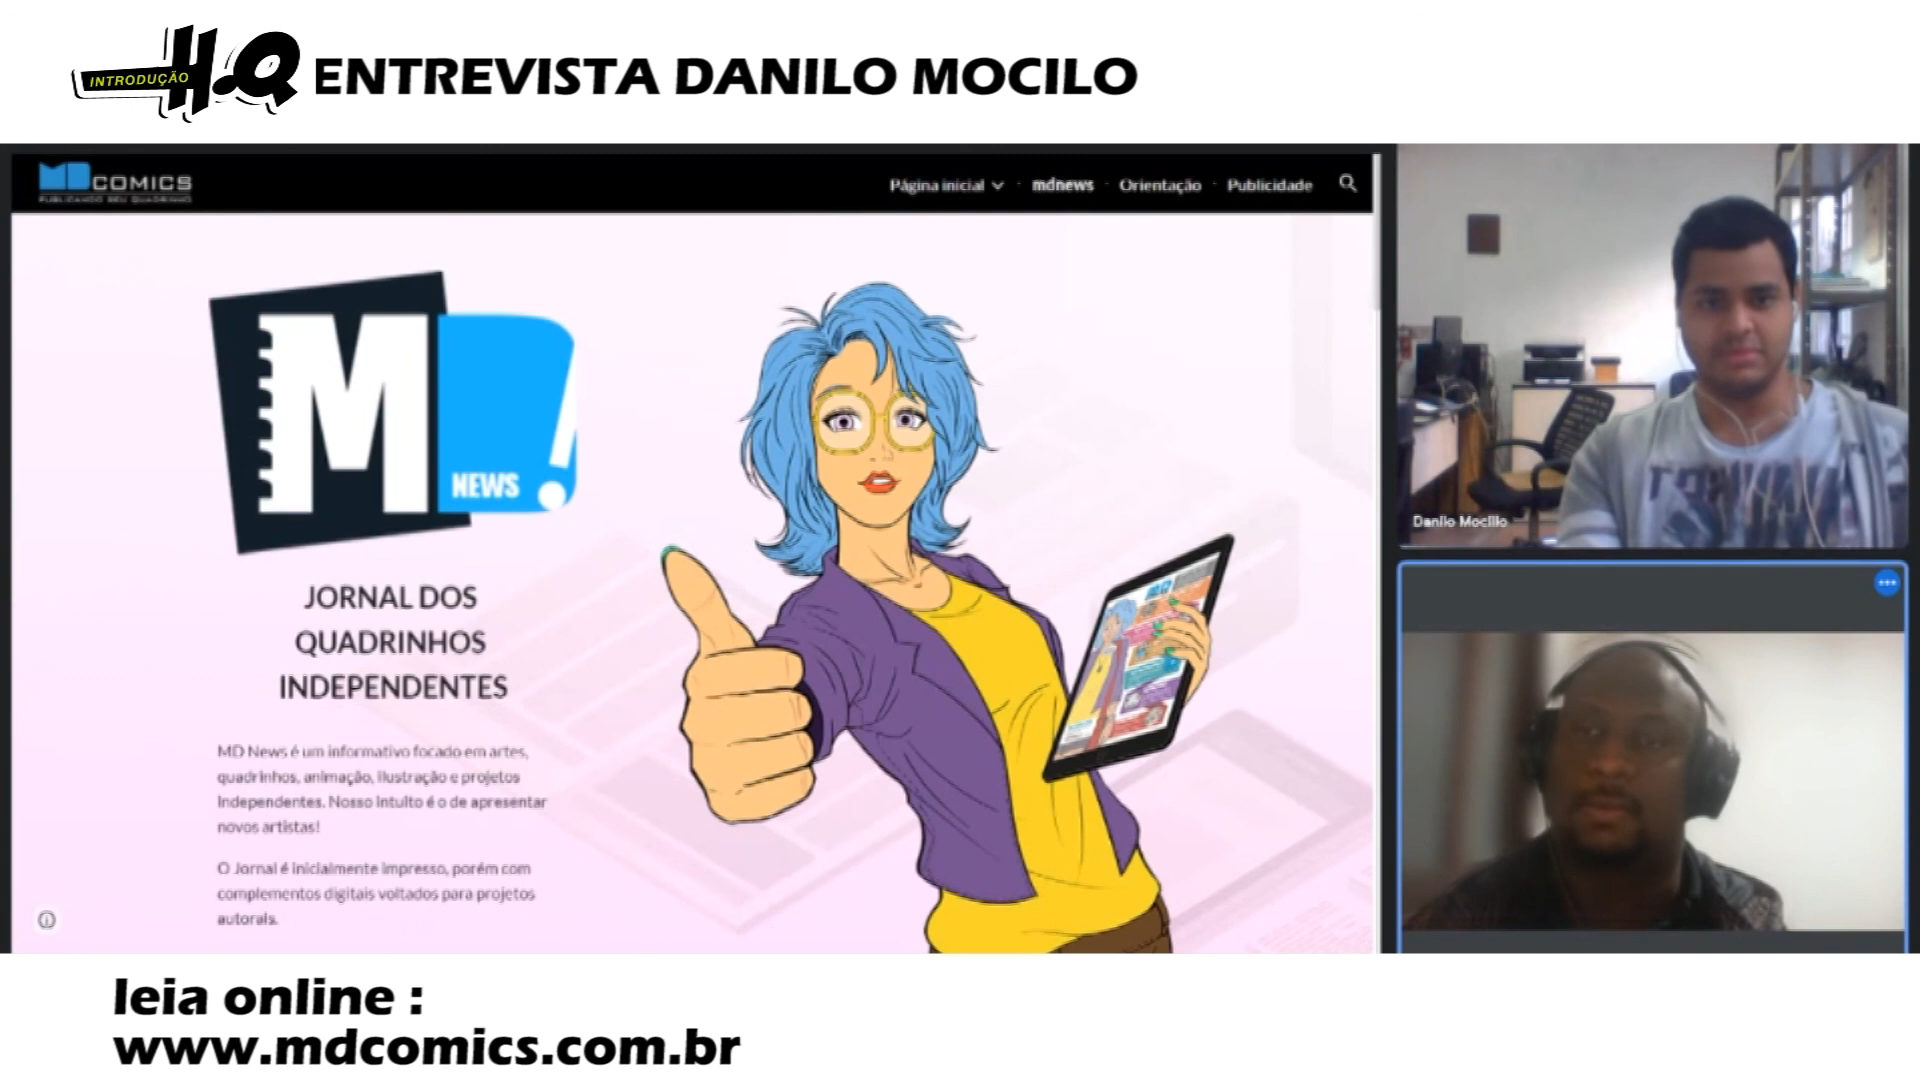 INTRODUÇÃO H.Q ENTREVISTA DANILO MOCILO
MD COMICS
PUBLICANDO SEU QUADRINHO
Página inicial · mdnews · Orientação · Publicidade
MD!
NEWS
JORNAL DOS
QUADRINHOS
INDEPENDENTES
MD News é um informativo focado em artes,
quadrinhos, animação, ilustração e projetos
Independentes. Nosso intuito é o de apresentar
novos artistas!
O Jornal é inicialmente impresso, porém com
complementos digitais voltados para projetos
autorais.
MD
Danilo Mocilo
leia online :
www.mdcomics.com.br